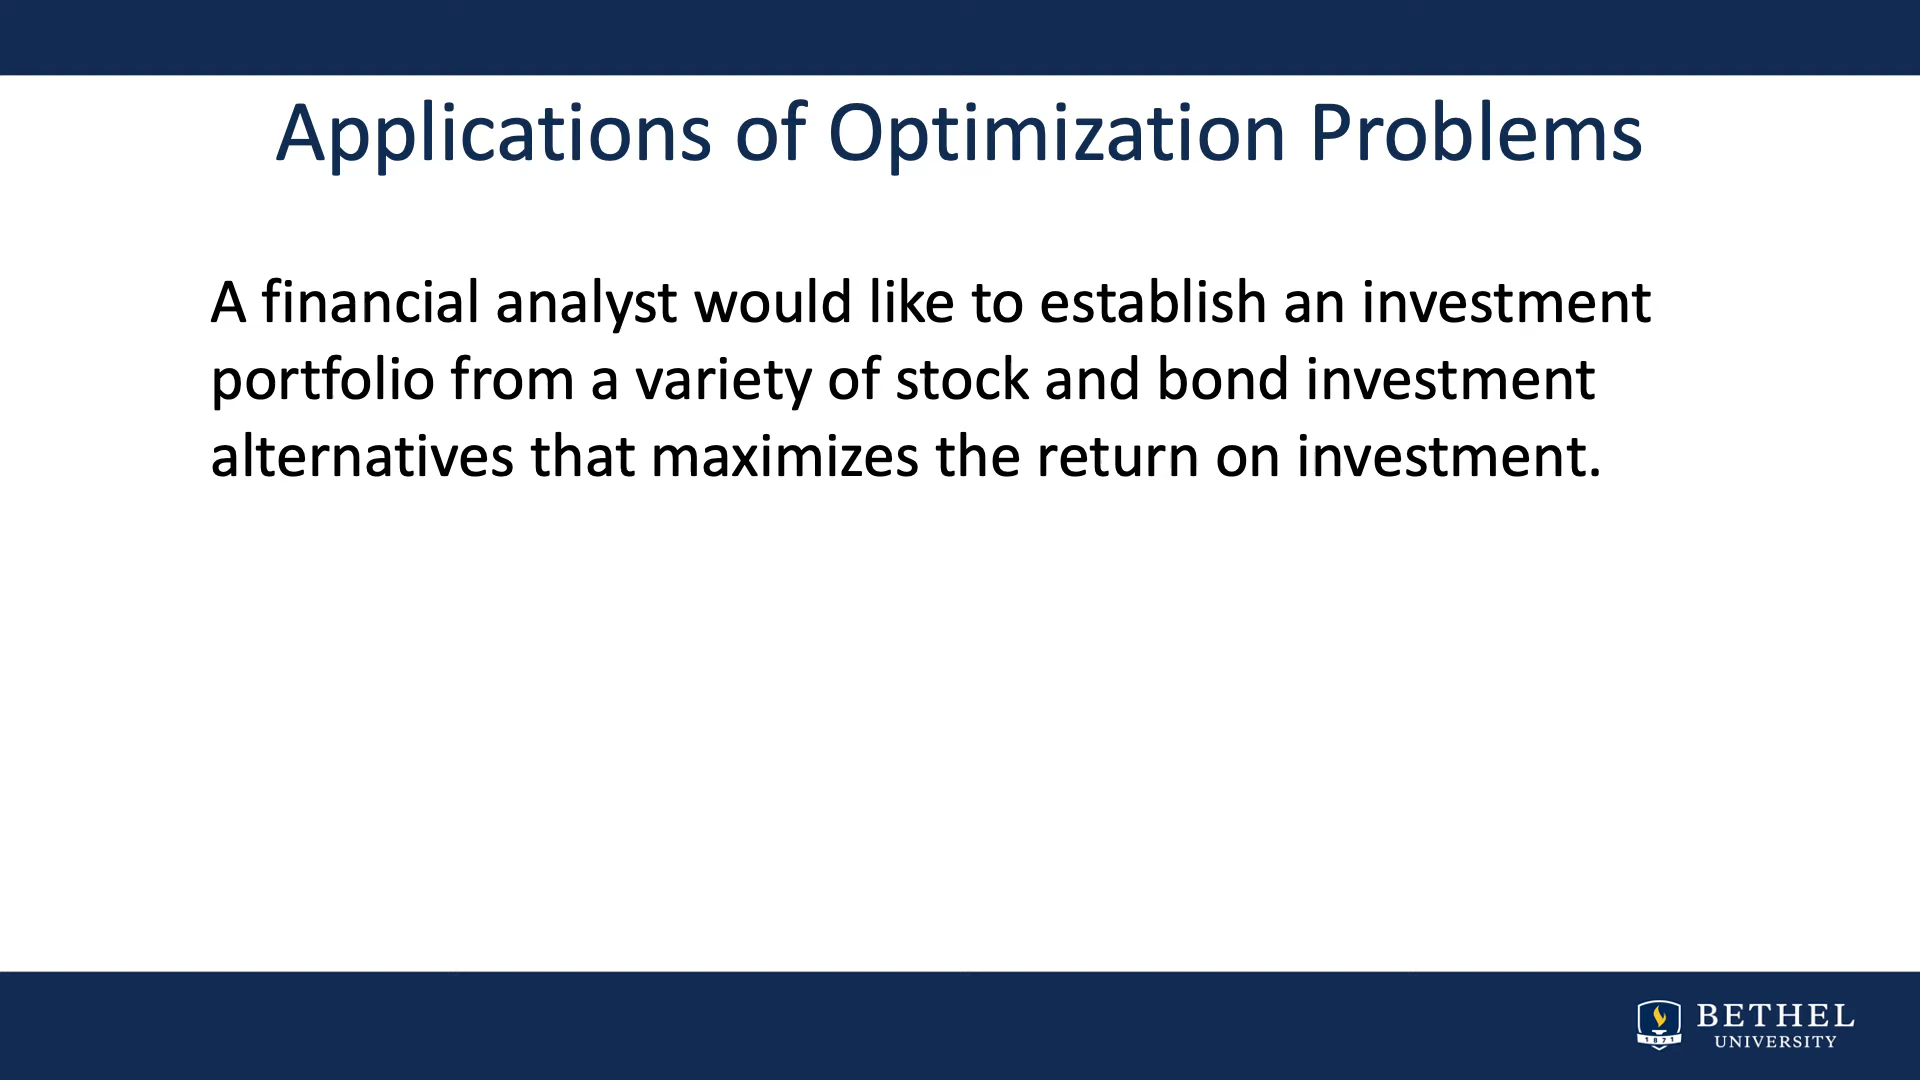 Applications of Optimization Problems
A financial analyst would like to establish an investment
portfolio from a variety of stock and bond investment
alternatives that maximizes the return on investment.
1871
BETHEL
UNIVERSITY